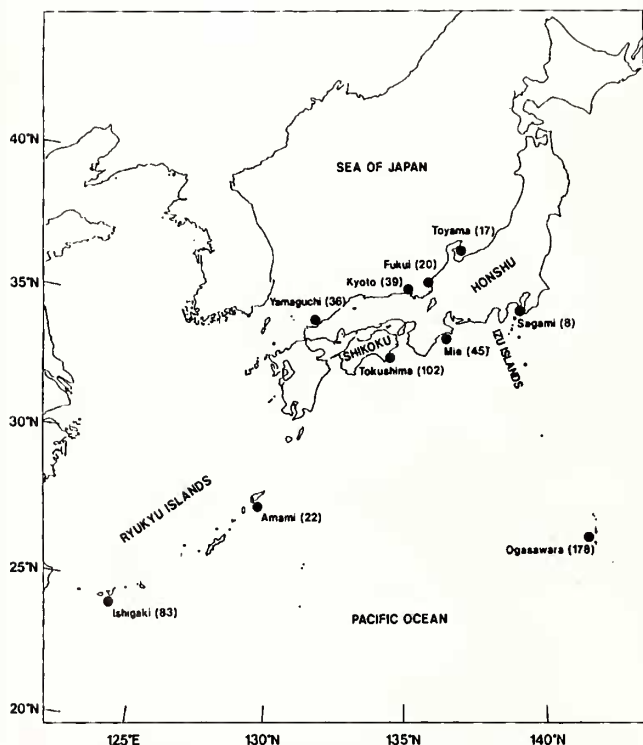 40°N
SEA OF JAPAN
Toyama (17)
Fukui (20)
HONSHU
35°N
Kyoto (39)
Yamaguchi (36)
Sagami (8)
SHIKOKU
Mie (45)
IZU ISLANDS
Tokushima (102)
30°N
RYUKYU ISLANDS
Amami (22)
Ogasawara (178)
25°N
Ishigaki (83)
PACIFIC OCEAN
20°N
125°E
130°N
135°N
140°N